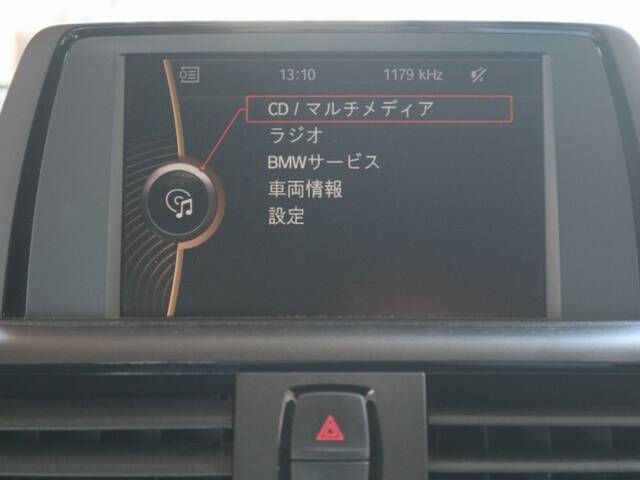 13:10 1179 kHz
CD / マルチメディア
ラジオ
BMWサービス
車両情報
設定